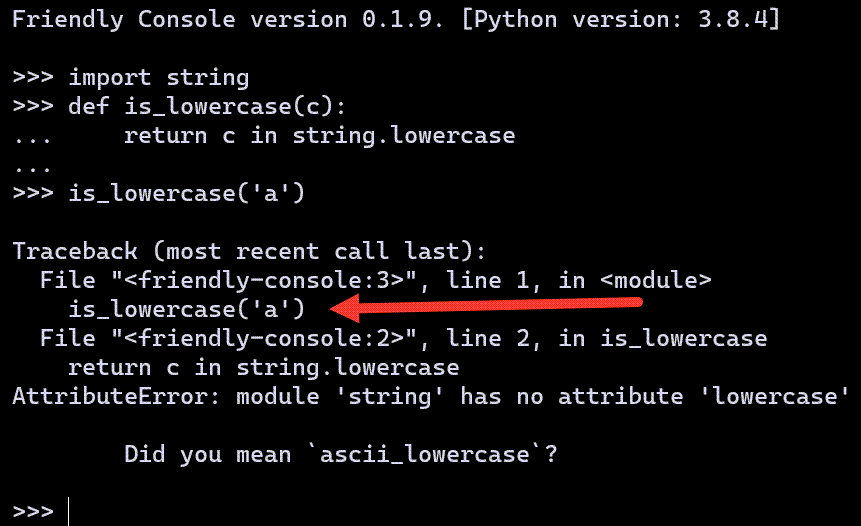 Friendly Console version 0.1.9. [Python version: 3.8.4]
>>> import string
>>> def is_lowercase(c):
...     return c in string.lowercase
...
>>> is_lowercase('a')
Traceback (most recent call last):
  File "<friendly-console:3>", line 1, in <module>
    is_lowercase('a')
  File "<friendly-console:2>", line 2, in is_lowercase
    return c in string.lowercase
AttributeError: module 'string' has no attribute 'lowercase'
        Did you mean `ascii_lowercase`?
>>>